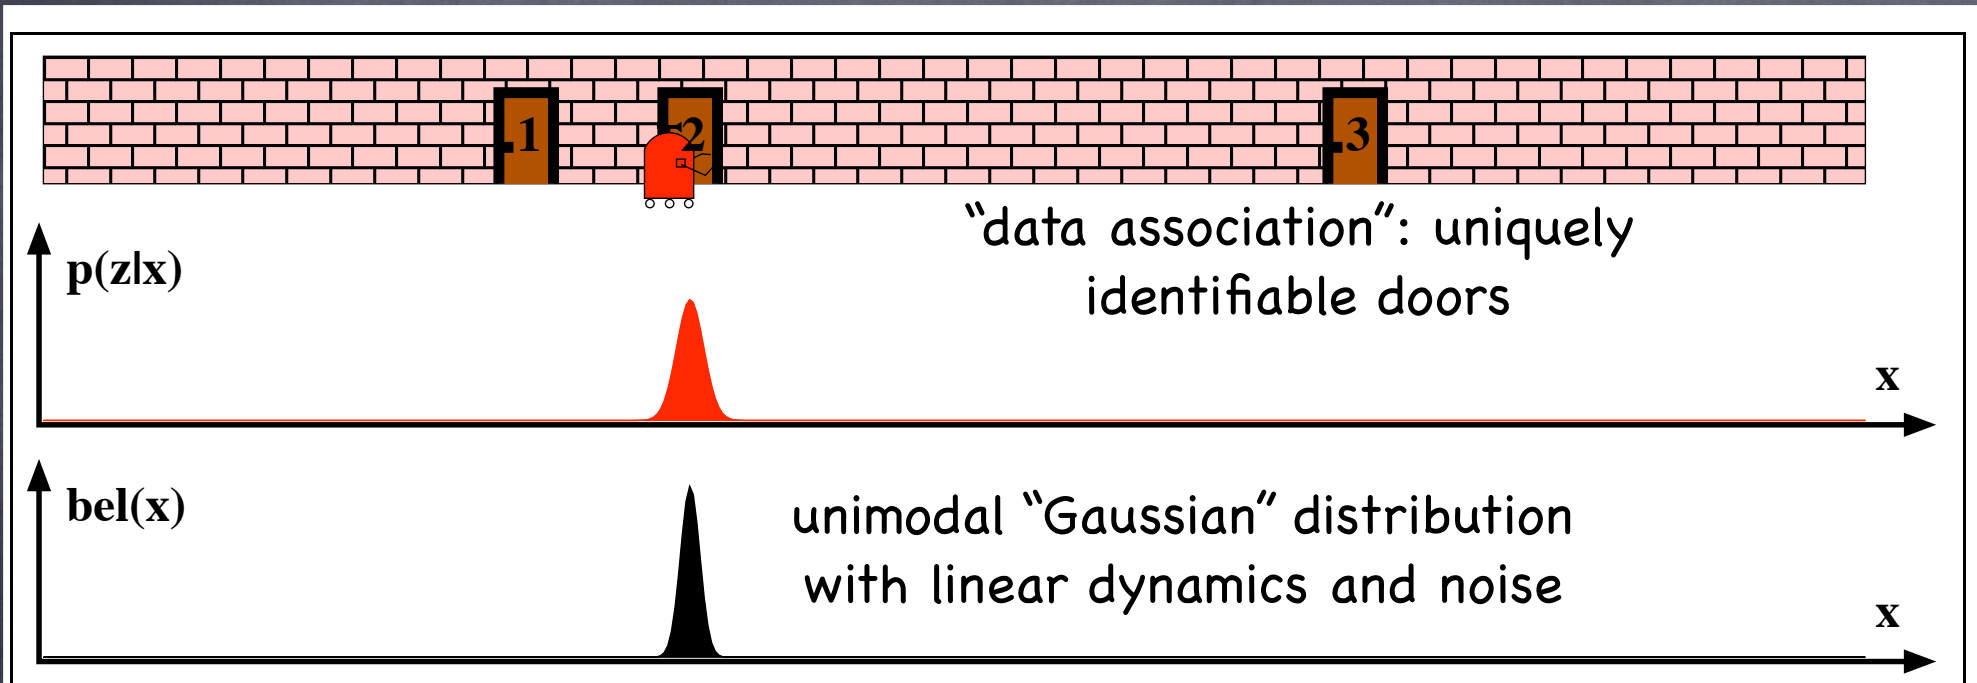 1 2 3
“data association”: uniquely
identifiable doors
p(z|x)
x
bel(x)
unimodal “Gaussian” distribution
with linear dynamics and noise
x